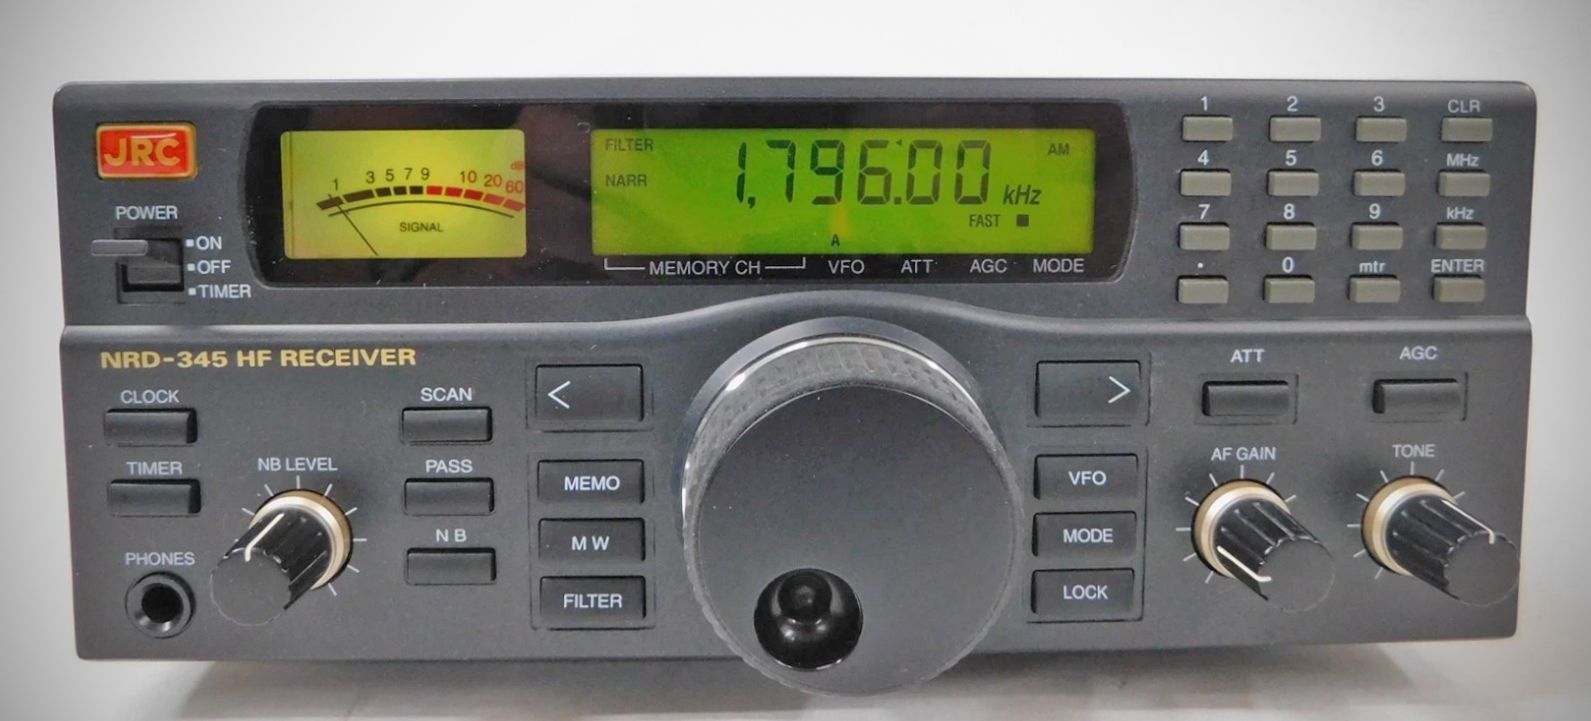 JRC
POWER
ON
OFF
TIMER
1 3 5 7 9 10 20 60
dB
SIGNAL
FILTER
NARR
1,796.00 kHz
AM
FAST
A
MEMORY CH VFO ATT AGC MODE
1 2 3 CLR
4 5 6 MHz
7 8 9 kHz
. 0 mtr ENTER
NRD-345 HF RECEIVER
CLOCK
SCAN
TIMER
NB LEVEL
PASS
NB
PHONES
<
MEMO
MW
FILTER
>
VFO
MODE
LOCK
ATT
AGC
AF GAIN
TONE